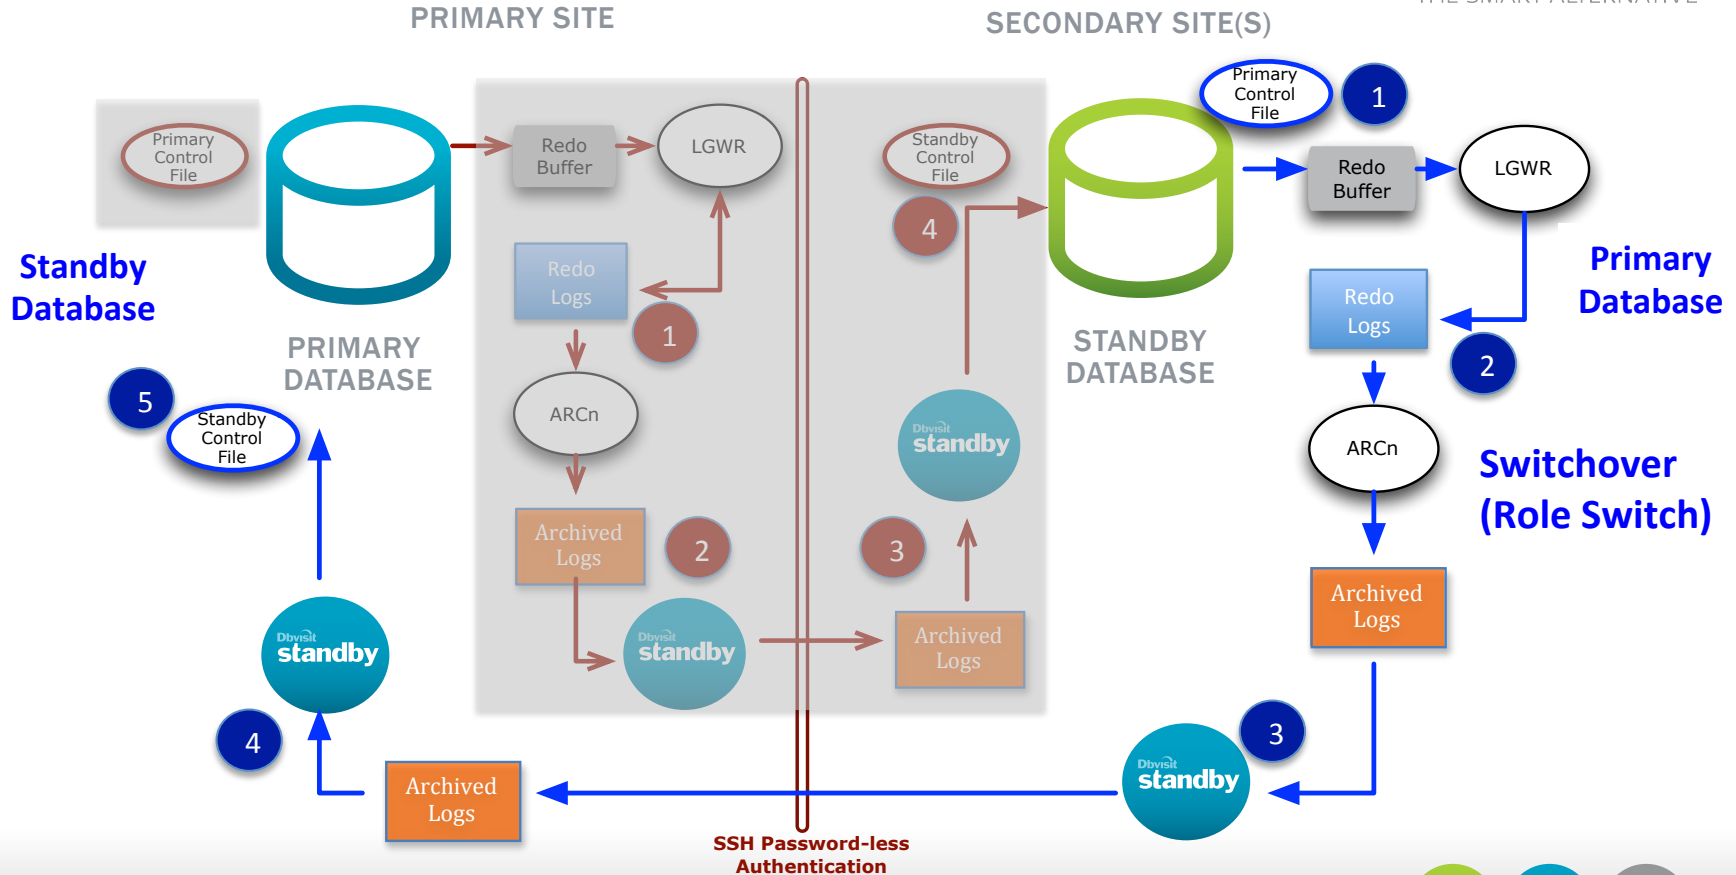 THE SMART ALTERNATIVE
PRIMARY SITE
SECONDARY SITE(S)
Primary
Control
File
Redo
Buffer
LGWR
Standby
Control
File
Primary
Control
File
1
Redo
Buffer
LGWR
Standby
Database
Redo
Logs
1
4
Primary
Database
Redo
Logs
2
PRIMARY
DATABASE
STANDBY
DATABASE
5
Standby
Control
File
ARCn
Dbvisit
standby
ARCn
Switchover
(Role Switch)
Archived
Logs
2
3
Archived
Logs
Dbvisit
standby
Dbvisit
standby
Archived
Logs
4
3
Dbvisit
standby
Archived
Logs
SSH Password-less
Authentication